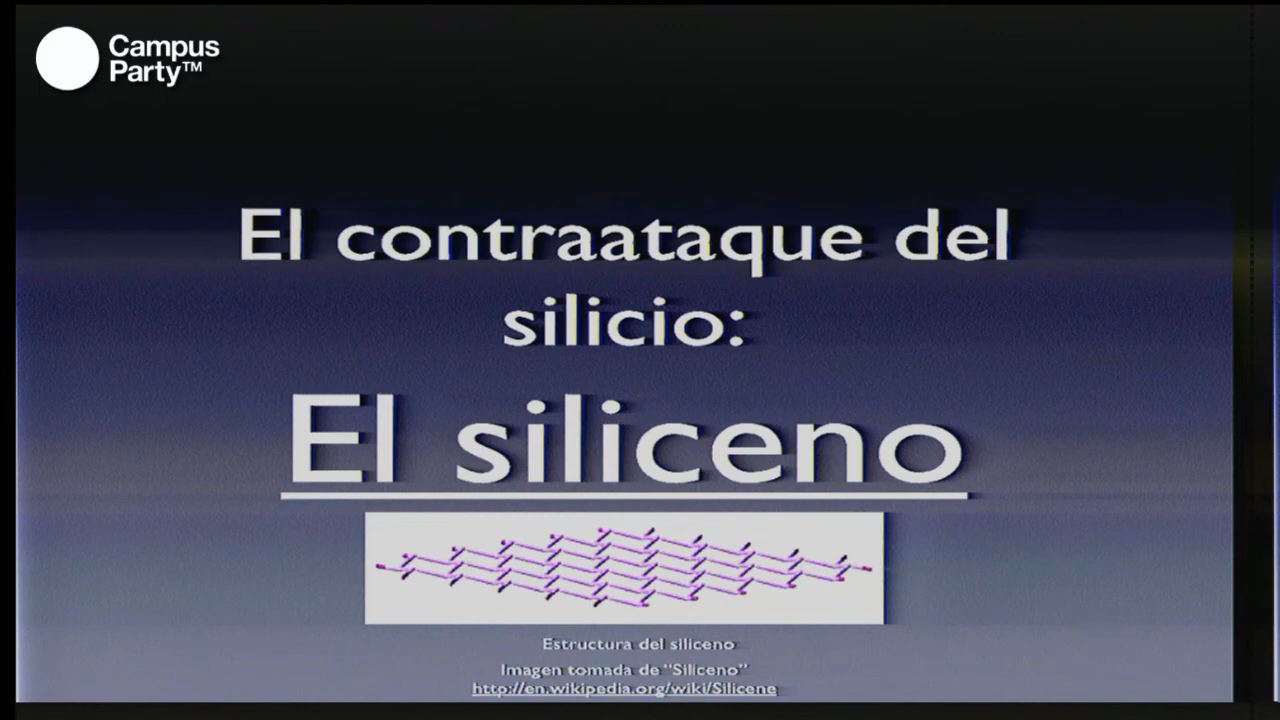 Campus
Party™
El contraataque del
silicio:
El siliceno
Estructura del siliceno
Imagen tomada de "Siliceno"
http://en.wikipedia.org/wiki/Silicene